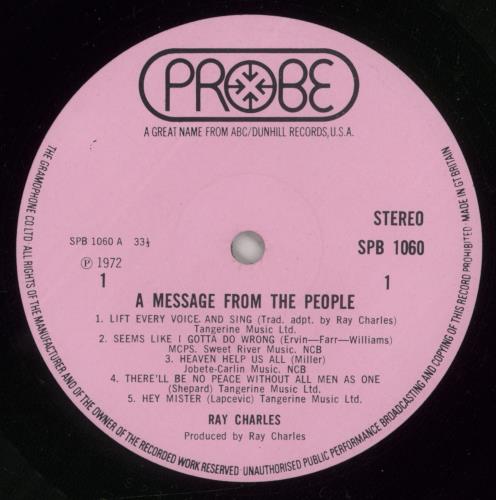 PROBE
A GREAT NAME FROM ABC/DUNHILL RECORDS, U.S.A.
STEREO
SPB 1060 A 33⅓
SPB 1060
Ⓟ 1972
1
1
A MESSAGE FROM THE PEOPLE
1. LIFT EVERY VOICE AND SING (Trad. adpt. by Ray Charles)
Tangerine Music Ltd.
2. SEEMS LIKE I GOTTA DO WRONG (Ervin—Farr—Williams)
MCPS. Sweet River Music. NCB
3. HEAVEN HELP US ALL (Miller)
Jobete-Carlin Music. NCB
4. THERE'LL BE NO PEACE WITHOUT ALL MEN AS ONE
(Shepard) Tangerine Music Ltd.
5. HEY MISTER (Lapcevic) Tangerine Music Ltd.
RAY CHARLES
Produced by Ray Charles
THE GRAMOPHONE CO LTD. ALL RIGHTS OF THE MANUFACTURER AND OF THE OWNER OF THE RECORDED WORK RESERVED · UNAUTHORISED PUBLIC PERFORMANCE BROADCASTING AND COPYING OF THIS RECORD PROHIBITED · MADE IN GT BRITAIN